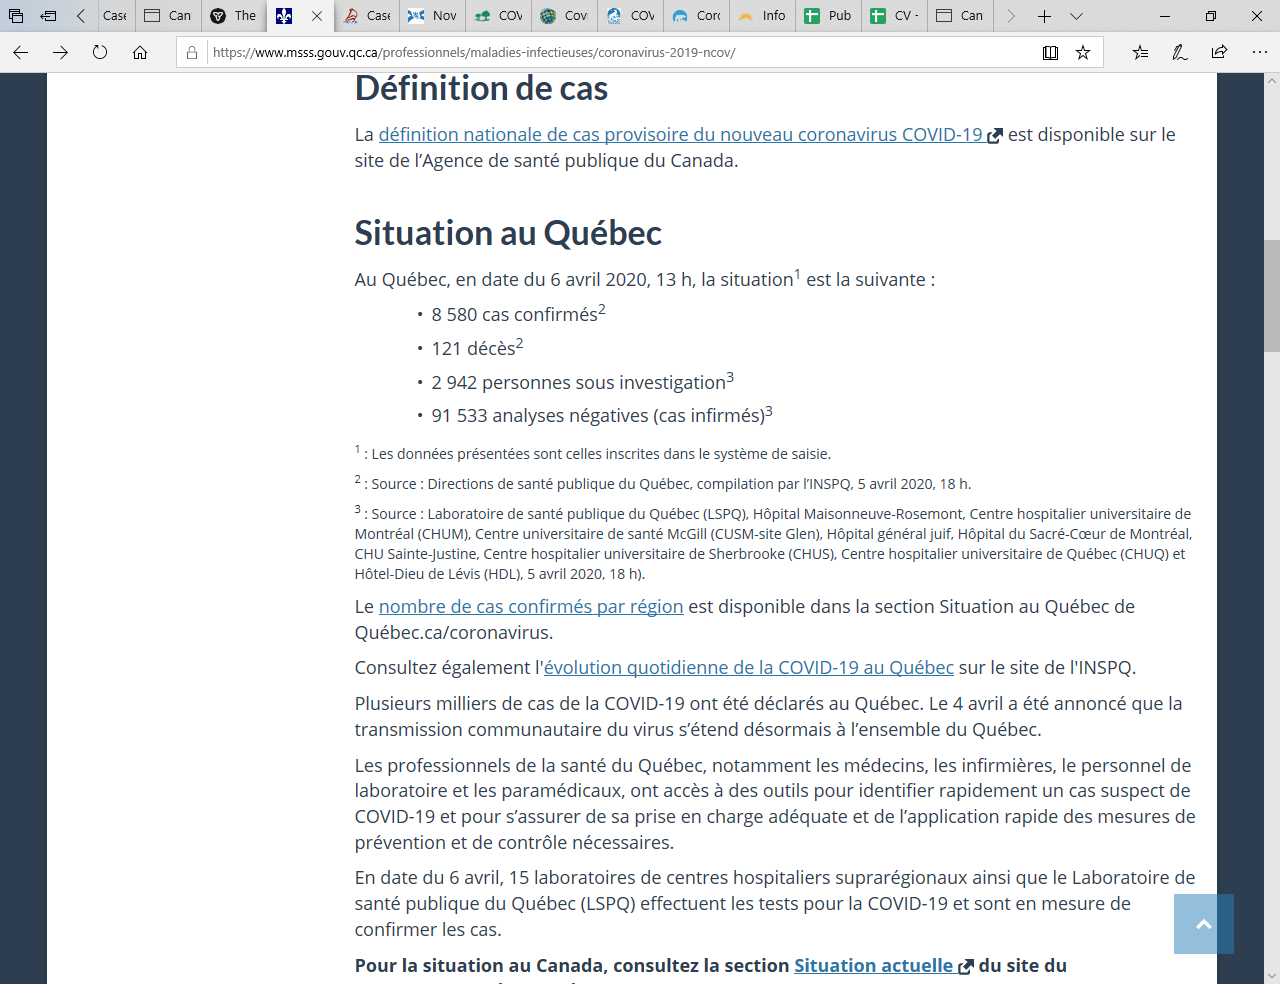 Case
Can
The
Case
Nov
COV
Covi
COV
Corc
Info
Pub
CV -
Can
https://www.msss.gouv.qc.ca/professionnels/maladies-infectieuses/coronavirus-2019-ncov/
Définition de cas
La définition nationale de cas provisoire du nouveau coronavirus COVID-19 est disponible sur le
site de l’Agence de santé publique du Canada.
Situation au Québec
Au Québec, en date du 6 avril 2020, 13 h, la situation1 est la suivante :
• 8 580 cas confirmés2
• 121 décès2
• 2 942 personnes sous investigation3
• 91 533 analyses négatives (cas infirmés)3
1 : Les données présentées sont celles inscrites dans le système de saisie.
2 : Source : Directions de santé publique du Québec, compilation par l’INSPQ, 5 avril 2020, 18 h.
3 : Source : Laboratoire de santé publique du Québec (LSPQ), Hôpital Maisonneuve-Rosemont, Centre hospitalier universitaire de
Montréal (CHUM), Centre universitaire de santé McGill (CUSM-site Glen), Hôpital général juif, Hôpital du Sacré-Cœur de Montréal,
CHU Sainte-Justine, Centre hospitalier universitaire de Sherbrooke (CHUS), Centre hospitalier universitaire de Québec (CHUQ) et
Hôtel-Dieu de Lévis (HDL), 5 avril 2020, 18 h).
Le nombre de cas confirmés par région est disponible dans la section Situation au Québec de
Québec.ca/coronavirus.
Consultez également l'évolution quotidienne de la COVID-19 au Québec sur le site de l'INSPQ.
Plusieurs milliers de cas de la COVID-19 ont été déclarés au Québec. Le 4 avril a été annoncé que la
transmission communautaire du virus s’étend désormais à l’ensemble du Québec.
Les professionnels de la santé du Québec, notamment les médecins, les infirmières, le personnel de
laboratoire et les paramédicaux, ont accès à des outils pour identifier rapidement un cas suspect de
COVID-19 et pour s’assurer de sa prise en charge adéquate et de l’application rapide des mesures de
prévention et de contrôle nécessaires.
En date du 6 avril, 15 laboratoires de centres hospitaliers suprarégionaux ainsi que le Laboratoire de
santé publique du Québec (LSPQ) effectuent les tests pour la COVID-19 et sont en mesure de
confirmer les cas.
Pour la situation au Canada, consultez la section Situation actuelle du site du